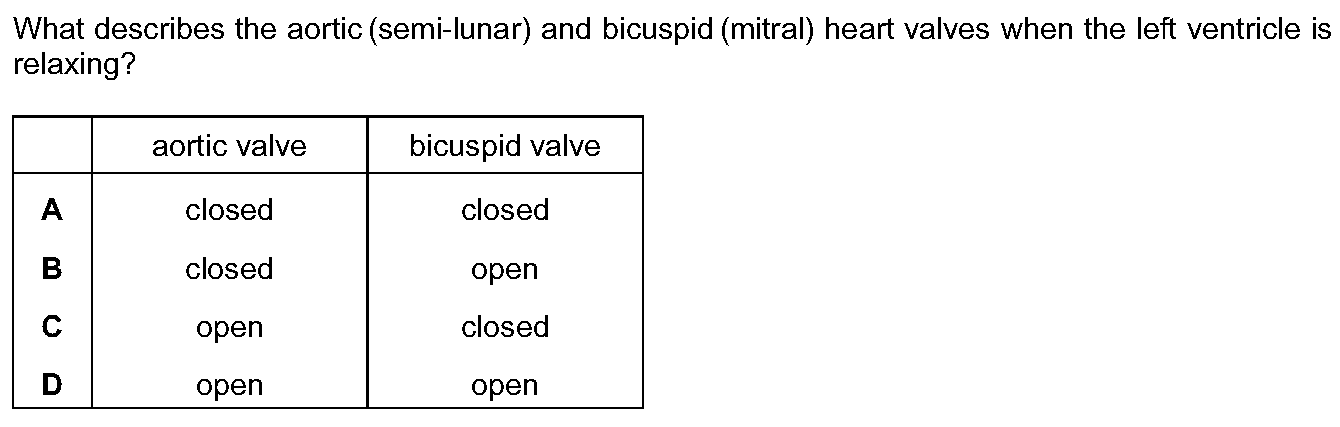 What describes the aortic (semi-lunar) and bicuspid (mitral) heart valves when the left ventricle is
relaxing?
aortic valve bicuspid valve
A closed closed
B closed open
C open closed
D open open